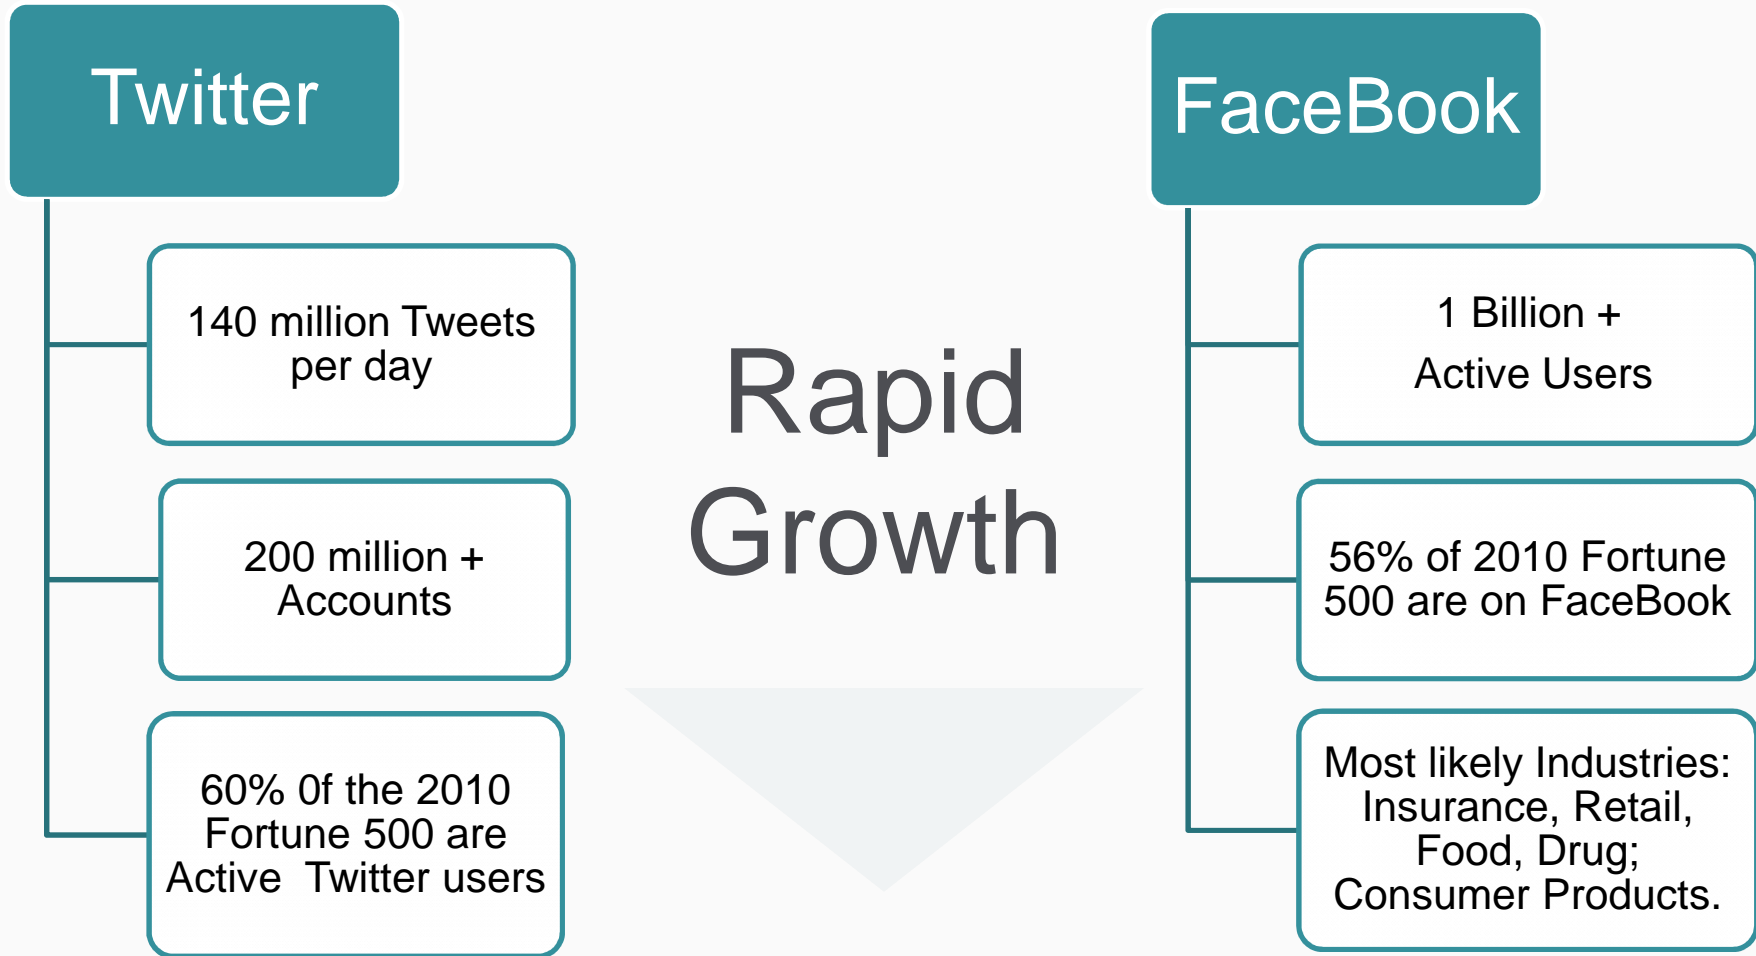 Twitter
140 million Tweets
per day
200 million +
Accounts
60% 0f the 2010
Fortune 500 are
Active  Twitter users
Rapid
Growth
FaceBook
1 Billion +
Active Users
56% of 2010 Fortune
500 are on FaceBook
Most likely Industries:
Insurance, Retail,
Food, Drug;
Consumer Products.